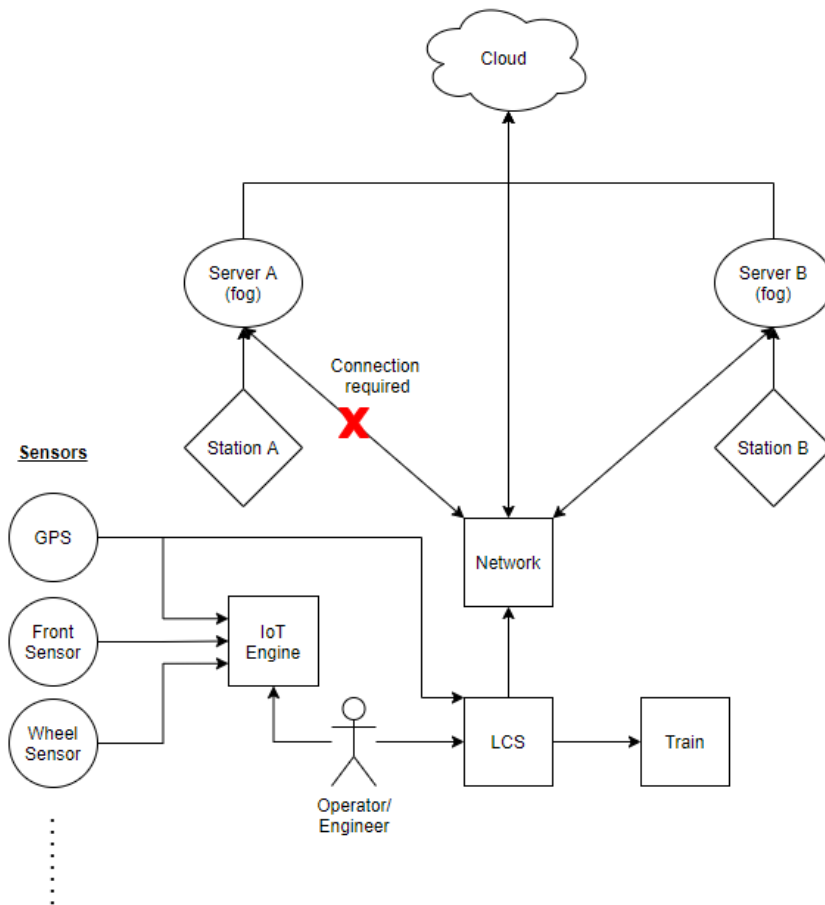 Cloud
Server A
(fog)
Server B
(fog)
Connection
required
X
Station A
Station B
Sensors
GPS
Network
Front
Sensor
IoT
Engine
Wheel
Sensor
LCS
Train
Operator/
Engineer